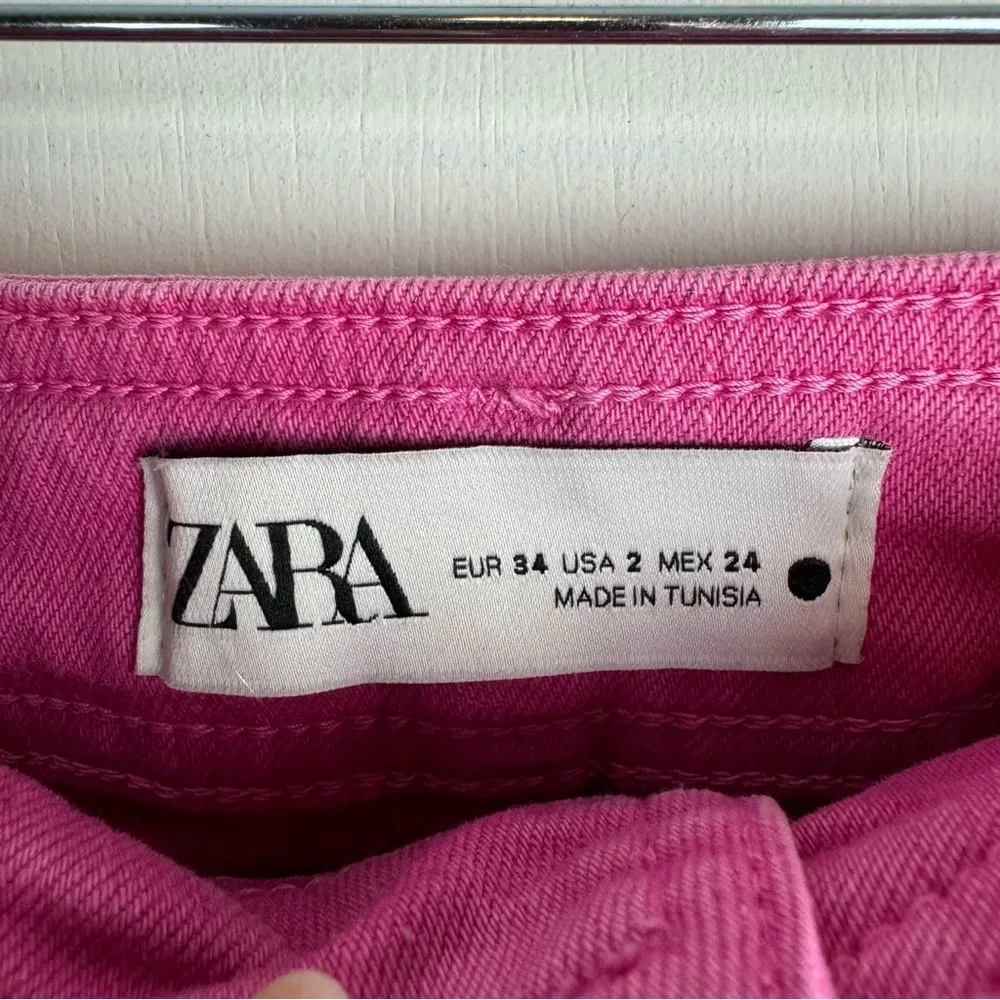 ZARA
EUR 34 USA 2 MEX 24
MADE IN TUNISIA